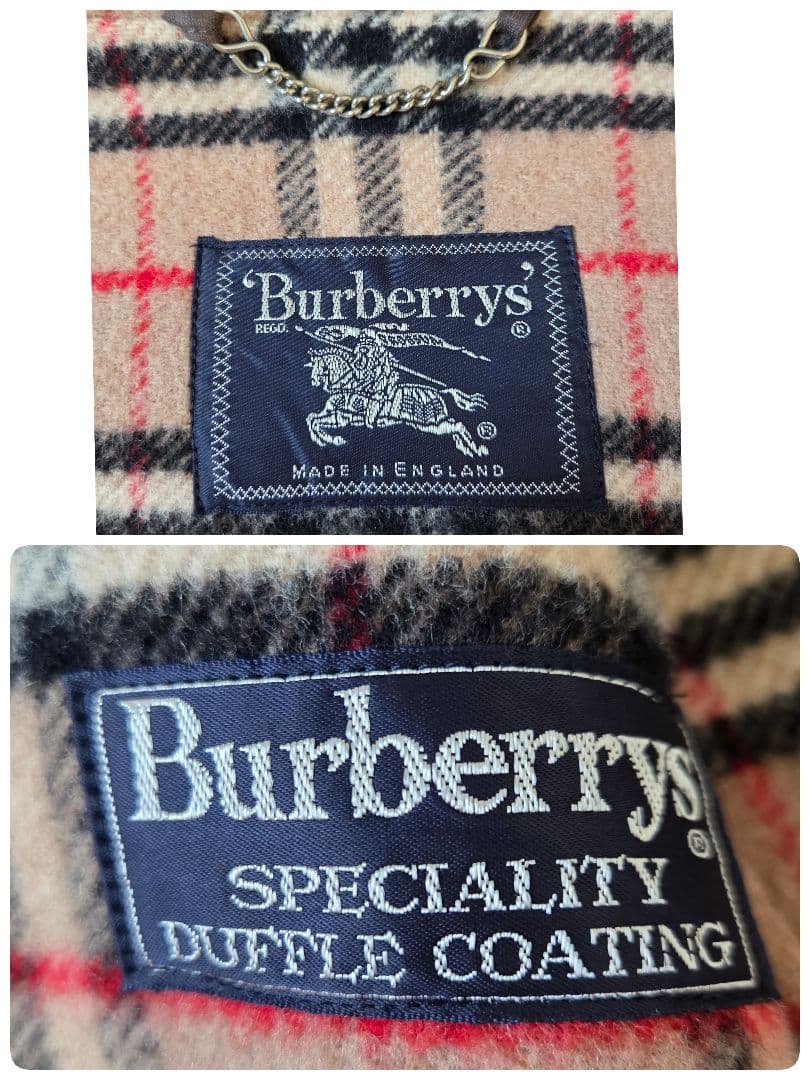 ‘Burberrys’
REGD. ®
®
MADE IN ENGLAND
Burberrys
®
SPECIALITY
DUFFLE COATING